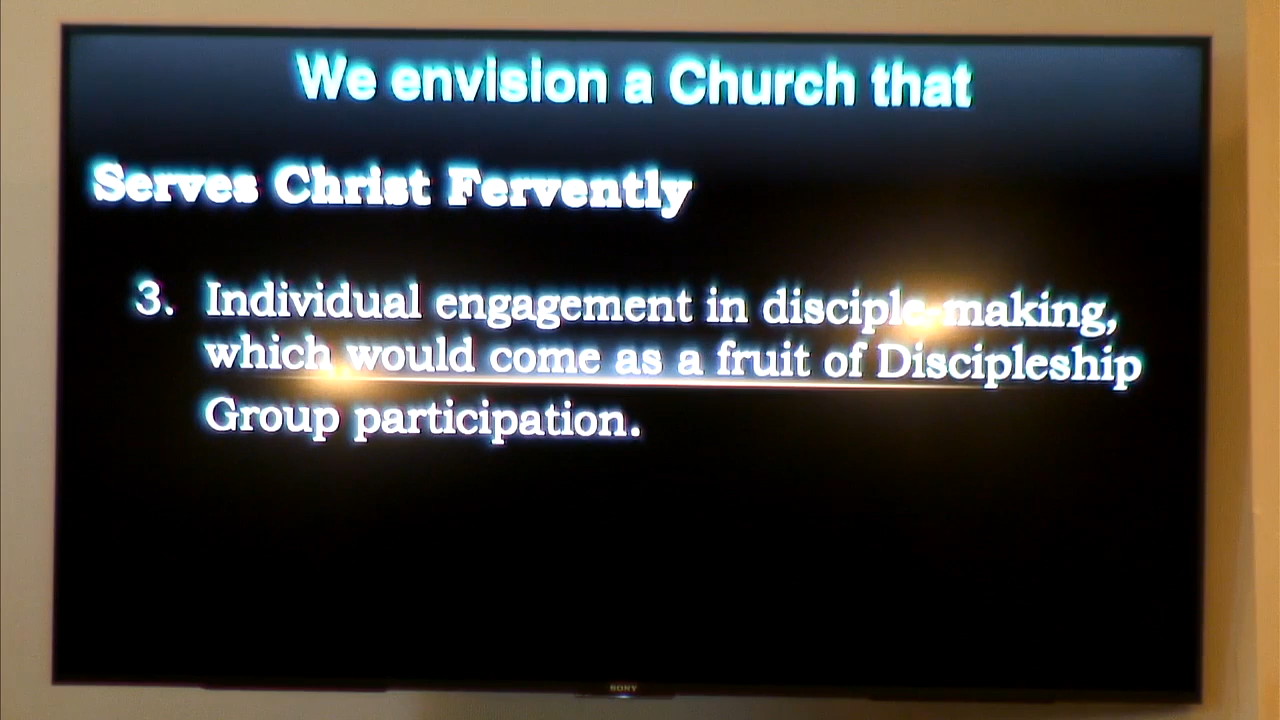 We envision a Church that
Serves Christ Fervently
3. Individual engagement in disciple-making,
which would come as a fruit of Discipleship
Group participation.
SONY